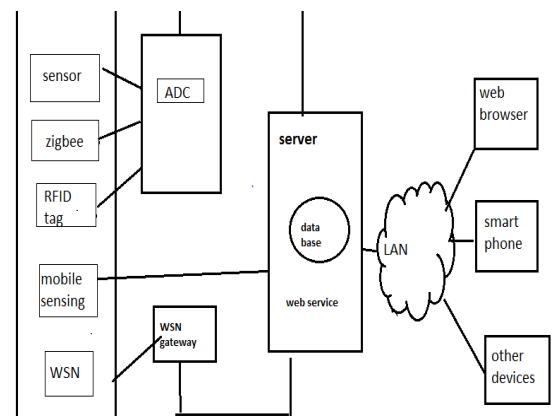 sensor
zigbee
RFID
tag
mobile
sensing
WSN
ADC
WSN
gateway
server
data
base
web service
LAN
web
browser
smart
phone
other
devices